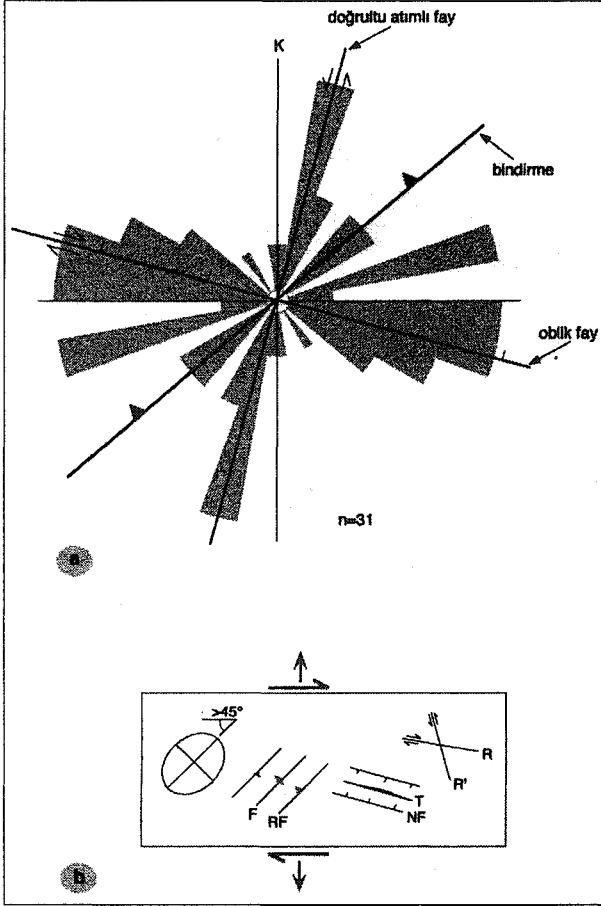 doğrultu atımlı fay
K
bindirme
oblik fay
n=31
a
>45°
R
R'
F
RF
T
NF
b